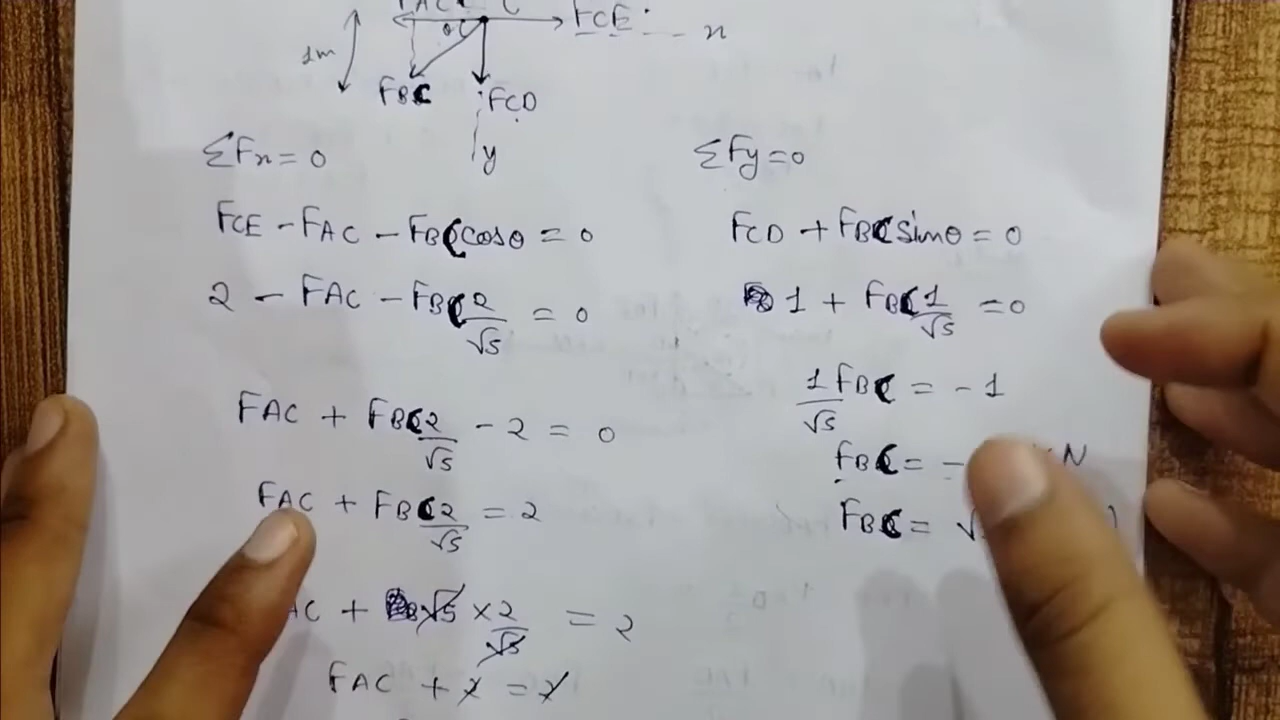 FAC C FCE
θ
1m
x
FBC
FCD
y
ΣFx = 0
FCE - FAC - FBC cosθ = 0
2 - FAC - FBC 2/√5 = 0
FAC + FBC 2/√5 - 2 = 0
FAC + FBC 2/√5 = 2
AC + √5 × 2/√5 = 2
FAC + 2 = 2
ΣFy = 0
FCD + FBC sinθ = 0
1 + FBC 1/√5 = 0
1/√5 FBC = - 1
FBC = - N
FBC = √